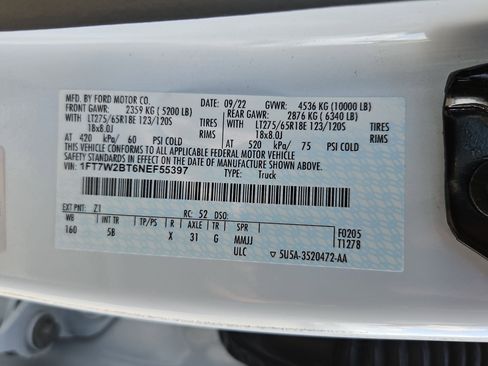 MFD. BY FORD MOTOR CO. 09/22 GVWR: 4536 KG (10000 LB)
FRONT GAWR: 2359 KG ( 5200 LB) REAR GAWR: 2876 KG ( 6340 LB)
WITH LT275/65R18E 123/120S TIRES WITH LT275/65R18E 123/120S TIRES
18x8.0J RIMS 18x8.0J RIMS
AT 420 kPa/ 60 PSI COLD AT 520 kPa/ 75 PSI COLD
THIS VEHICLE CONFORMS TO ALL APPLICABLE FEDERAL MOTOR VEHICLE
SAFETY STANDARDS IN EFFECT ON THE DATE OF MANUFACTURE SHOWN ABOVE.
VIN: 1FT7W2BT6NEF55397 TYPE: Truck
EXT PNT: Z1 RC: 52 DSO:
WB INT TR TP/PS R AXLE TR SPR F0205
160 5B X 31 G MMJJ T1278
ULC ▽ 5U5A-3520472-AA